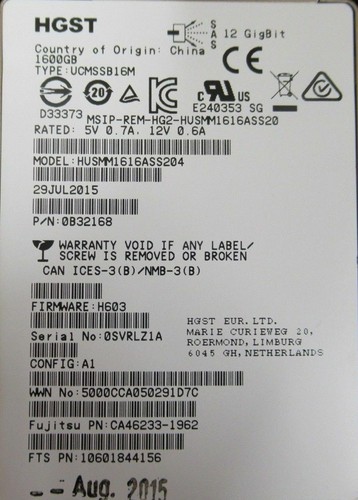 HGST
SAS 12 GigBit
Country of Origin: China
1600GB
TYPE:UCMSSB16M
CE
20
D33373
E240353 SG
MSIP-REM-HG2-HUSMM1616ASS20
RATED: 5V 0.7A, 12V 0.6A
MODEL:HUSMM1616ASS204
29JUL2015
P/N:0B32168
WARRANTY VOID IF ANY LABEL/
SCREW IS REMOVED OR BROKEN
CAN ICES-3(B)/NMB-3(B)
FIRMWARE:H603
Serial No:0SVRLZ1A
CONFIG:A1
HGST EUR.LTD.
MARIE CURIEWEG 20,
ROERMOND,LIMBURG
6045 GH,NETHERLANDS
WWN No:5000CCA050291D7C
Fujitsu PN:CA46233-1962
FTS PN:10601844156
-- Aug. 2015